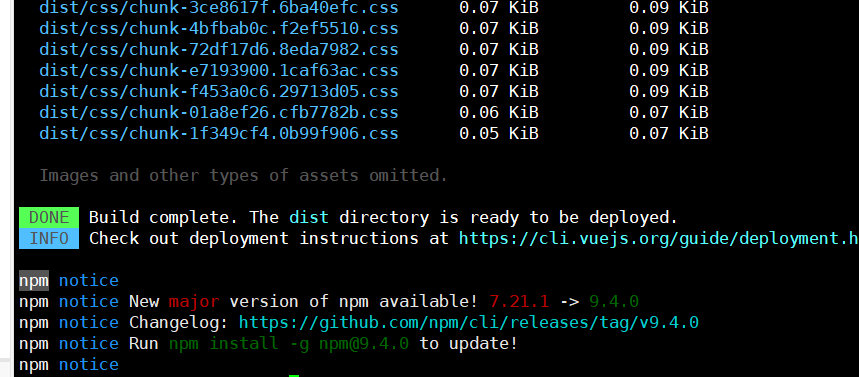 dist/css/chunk-3ce8617f.6ba40efc.css 0.07 KiB 0.09 KiB
dist/css/chunk-4bfbab0c.f2ef5510.css 0.07 KiB 0.09 KiB
dist/css/chunk-72df17d6.8eda7982.css 0.07 KiB 0.09 KiB
dist/css/chunk-e7193900.1caf63ac.css 0.07 KiB 0.09 KiB
dist/css/chunk-f453a0c6.29713d05.css 0.07 KiB 0.09 KiB
dist/css/chunk-01a8ef26.cfb7782b.css 0.06 KiB 0.07 KiB
dist/css/chunk-1f349cf4.0b99f906.css 0.05 KiB 0.07 KiB
Images and other types of assets omitted.
DONE Build complete. The dist directory is ready to be deployed.
INFO Check out deployment instructions at https://cli.vuejs.org/guide/deployment.h
npm notice
npm notice New major version of npm available! 7.21.1 -> 9.4.0
npm notice Changelog: https://github.com/npm/cli/releases/tag/v9.4.0
npm notice Run npm install -g npm@9.4.0 to update!
npm notice